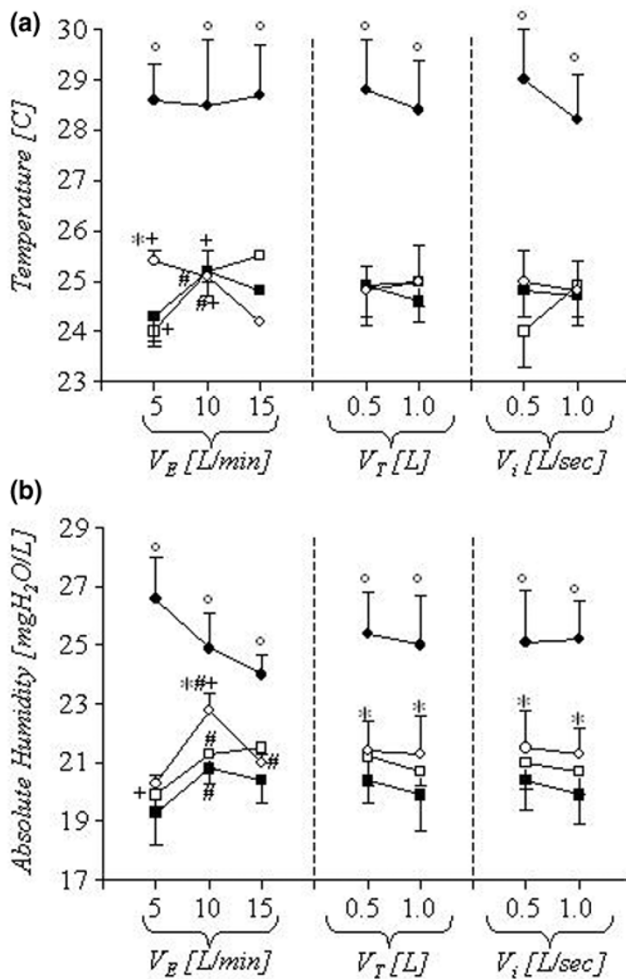 (a)
Temperature [C]
30
29
28
27
26
25
24
23
*+
+
#
#+
+
5 10 15 0.5 1.0 0.5 1.0
V_E [L/min] V_T [L] V_i [L/sec]
(b)
Absolute Humidity [mgH₂O/L]
29
27
25
23
21
19
17
*#+
* * * *
#
#
+
#
5 10 15 0.5 1.0 0.5 1.0
V_E [L/min] V_T [L] V_i [L/sec]